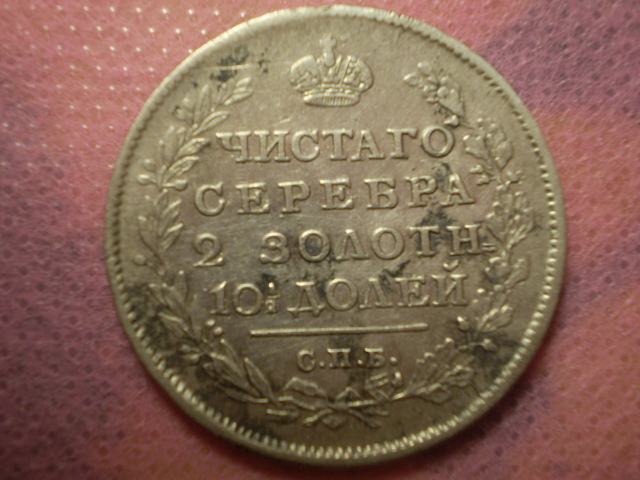 ЧИСТАГО
СЕРЕБРА
2 ЗОЛОТН.
10½ ДОЛЕЙ
С.П.Б.